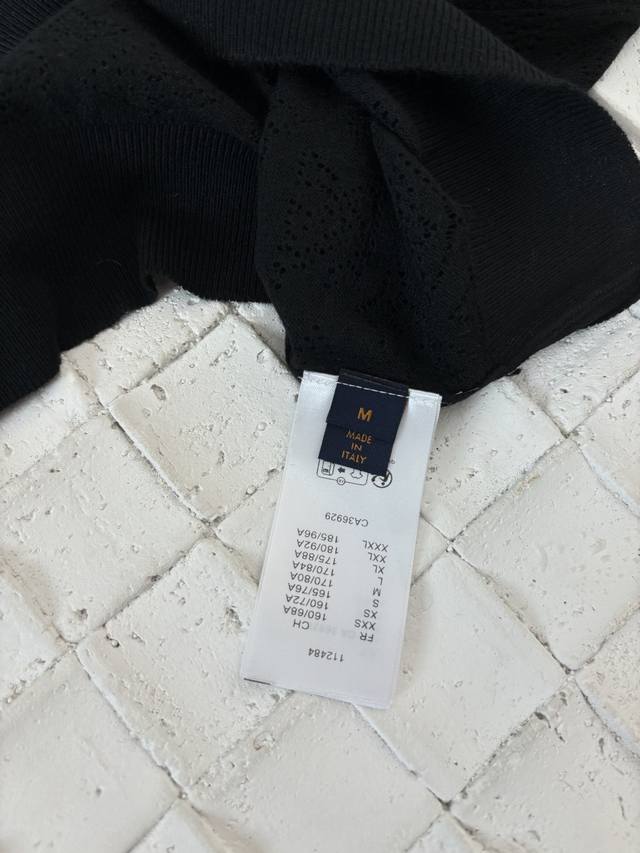 M
MADE
IN
ITALY
112484
FR CH
XXS 160/68A
XS 160/72A
S 165/76A
M 170/80A
L 170/84A
XL 175/88A
XXL 180/92A
XXXL 185/96A
CA36929